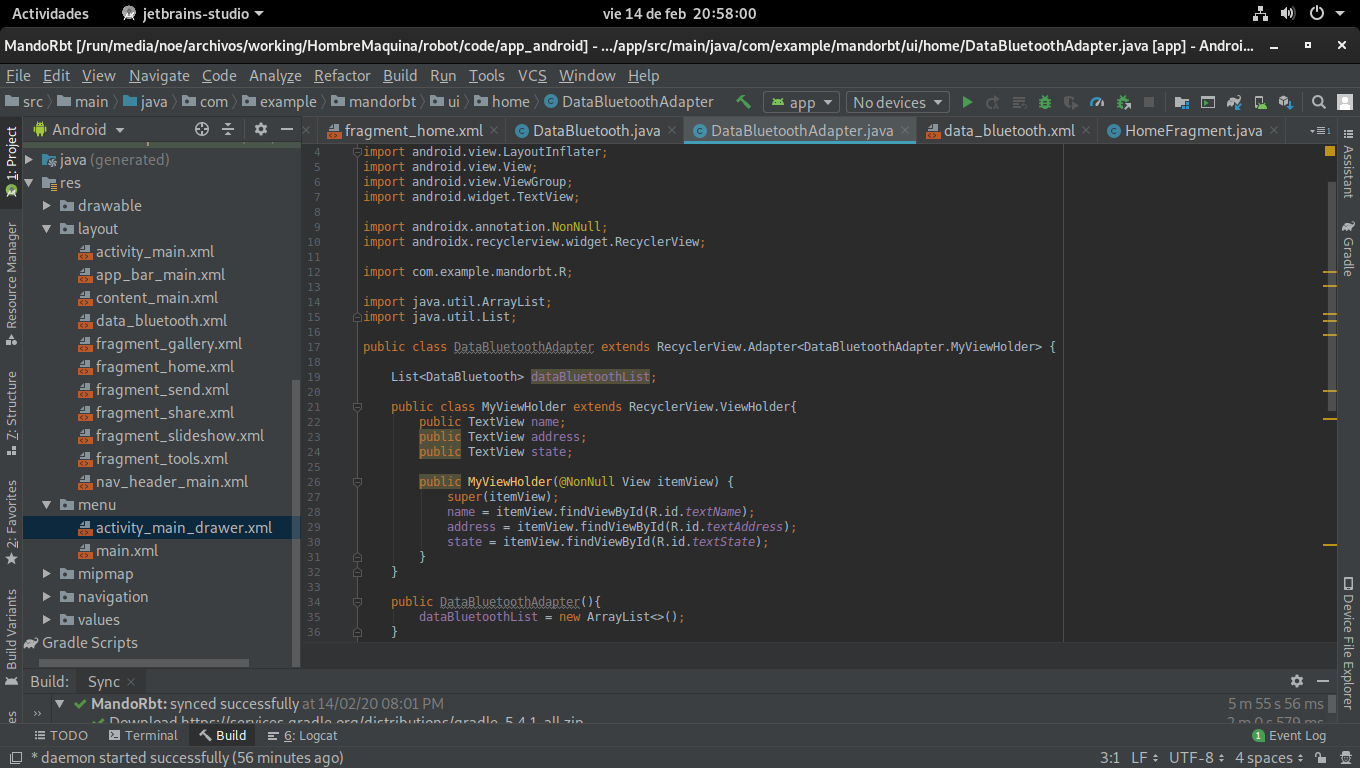 Actividades jetbrains-studio vie 14 de feb 20:58:00
MandoRbt [/run/media/noe/archivos/working/HombreMaquina/robot/code/app_android] - .../app/src/main/java/com/example/mandorbt/ui/home/DataBluetoothAdapter.java [app] - Androi...
File Edit View Navigate Code Analyze Refactor Build Run Tools VCS Window Help
src main java com example mandorbt ui home DataBluetoothAdapter app No devices
1: Project
Resource Manager
7: Structure
2: Favorites
Build Variants
Android
java (generated)
res
drawable
layout
activity_main.xml
app_bar_main.xml
content_main.xml
data_bluetooth.xml
fragment_gallery.xml
fragment_home.xml
fragment_send.xml
fragment_share.xml
fragment_slideshow.xml
fragment_tools.xml
nav_header_main.xml
menu
activity_main_drawer.xml
main.xml
mipmap
navigation
values
Gradle Scripts
fragment_home.xml DataBluetooth.java DataBluetoothAdapter.java data_bluetooth.xml HomeFragment.java 1
4 import android.view.LayoutInflater;
5 import android.view.View;
6 import android.view.ViewGroup;
7 import android.widget.TextView;
8
9 import androidx.annotation.NonNull;
10 import androidx.recyclerview.widget.RecyclerView;
11
12 import com.example.mandorbt.R;
13
14 import java.util.ArrayList;
15 import java.util.List;
16
17 public class DataBluetoothAdapter extends RecyclerView.Adapter<DataBluetoothAdapter.MyViewHolder> {
18
19 List<DataBluetooth> dataBluetoothList;
20
21 public class MyViewHolder extends RecyclerView.ViewHolder{
22 public TextView name;
23 public TextView address;
24 public TextView state;
25
26 public MyViewHolder(@NonNull View itemView) {
27 super(itemView);
28 name = itemView.findViewById(R.id.textName);
29 address = itemView.findViewById(R.id.textAddress);
30 state = itemView.findViewById(R.id.textState);
31 }
32 }
33
34 public DataBluetoothAdapter(){
35 dataBluetoothList = new ArrayList<>();
36 }
Assistant
Gradle
Device File Explorer
Build: Sync
MandoRbt: synced successfully at 14/02/20 08:01 PM 5 m 55 s 56 ms
Download https://services.gradle.org/distributions/gradle-5.4.1-all.zip 2 m 0 s 579 ms
TODO Terminal Build 6: Logcat 1 Event Log
* daemon started successfully (56 minutes ago) 3:1 LF UTF-8 4 spaces